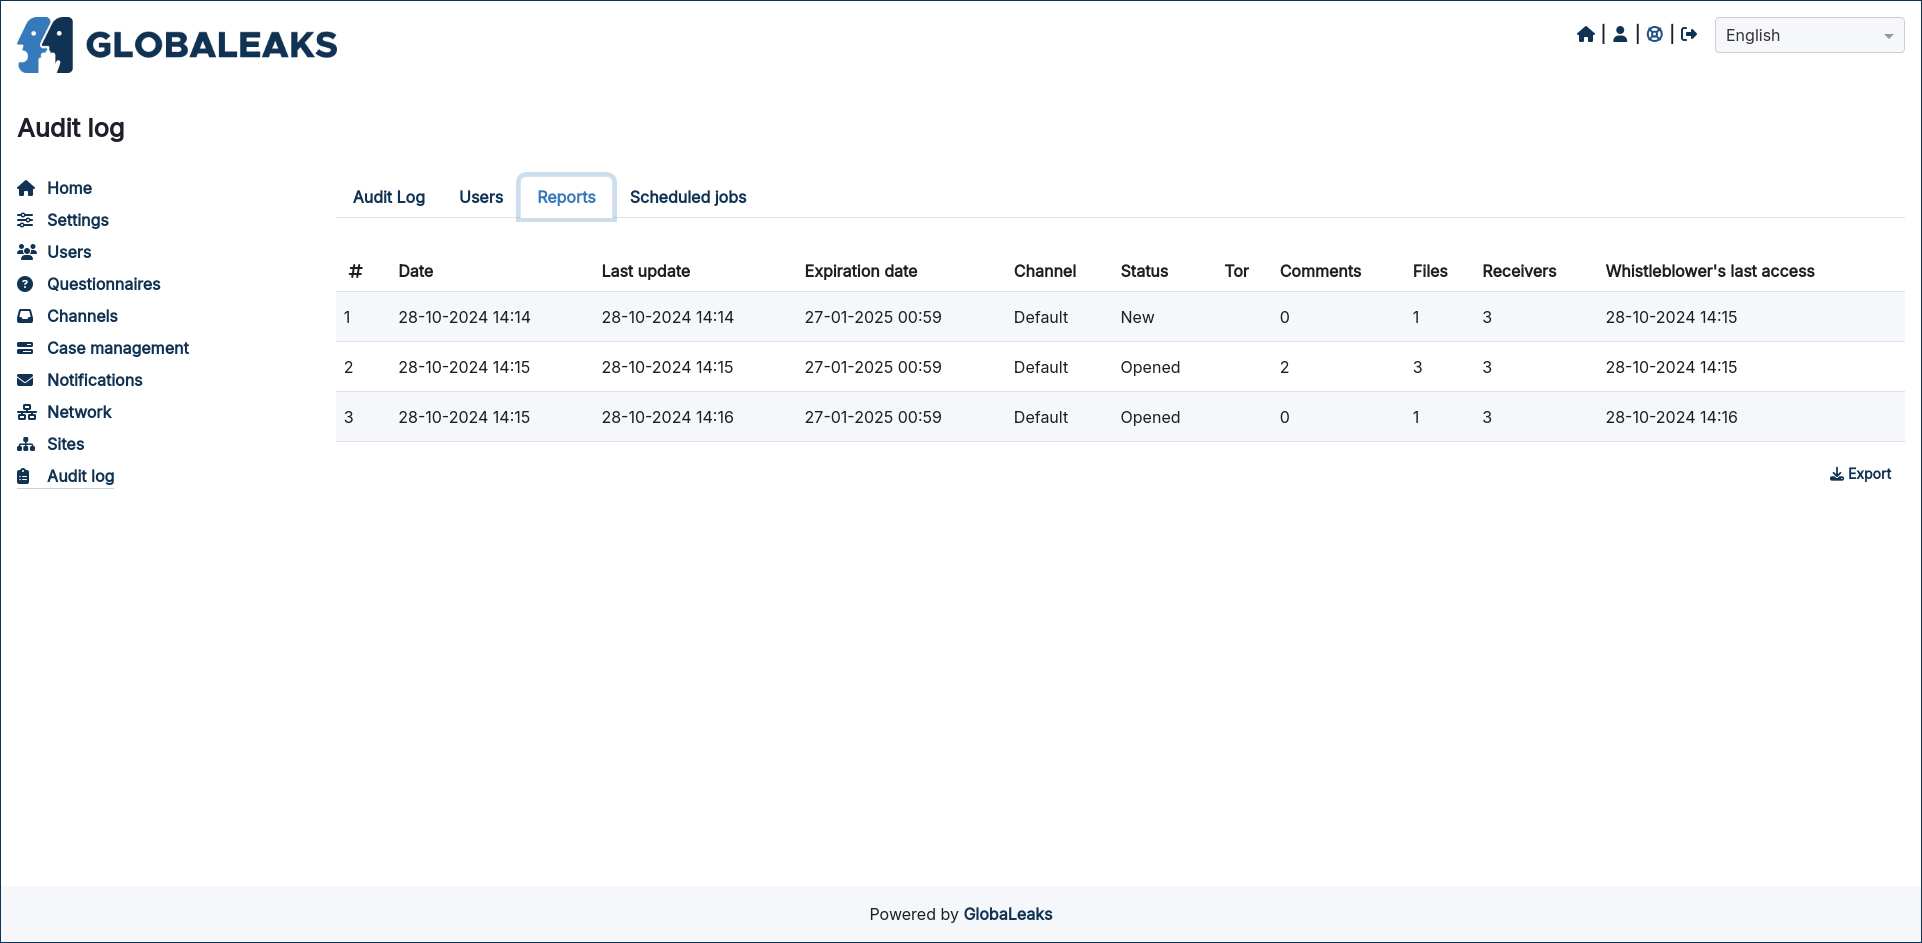 GLOBALEAKS
English
Audit log
Home
Settings
Users
Questionnaires
Channels
Case management
Notifications
Network
Sites
Audit log
Audit Log Users Reports Scheduled jobs
# Date Last update Expiration date Channel Status Tor Comments Files Receivers Whistleblower's last access
1 28-10-2024 14:14 28-10-2024 14:14 27-01-2025 00:59 Default New 0 1 3 28-10-2024 14:15
2 28-10-2024 14:15 28-10-2024 14:15 27-01-2025 00:59 Default Opened 2 3 3 28-10-2024 14:15
3 28-10-2024 14:15 28-10-2024 14:16 27-01-2025 00:59 Default Opened 0 1 3 28-10-2024 14:16
Export
Powered by GlobaLeaks